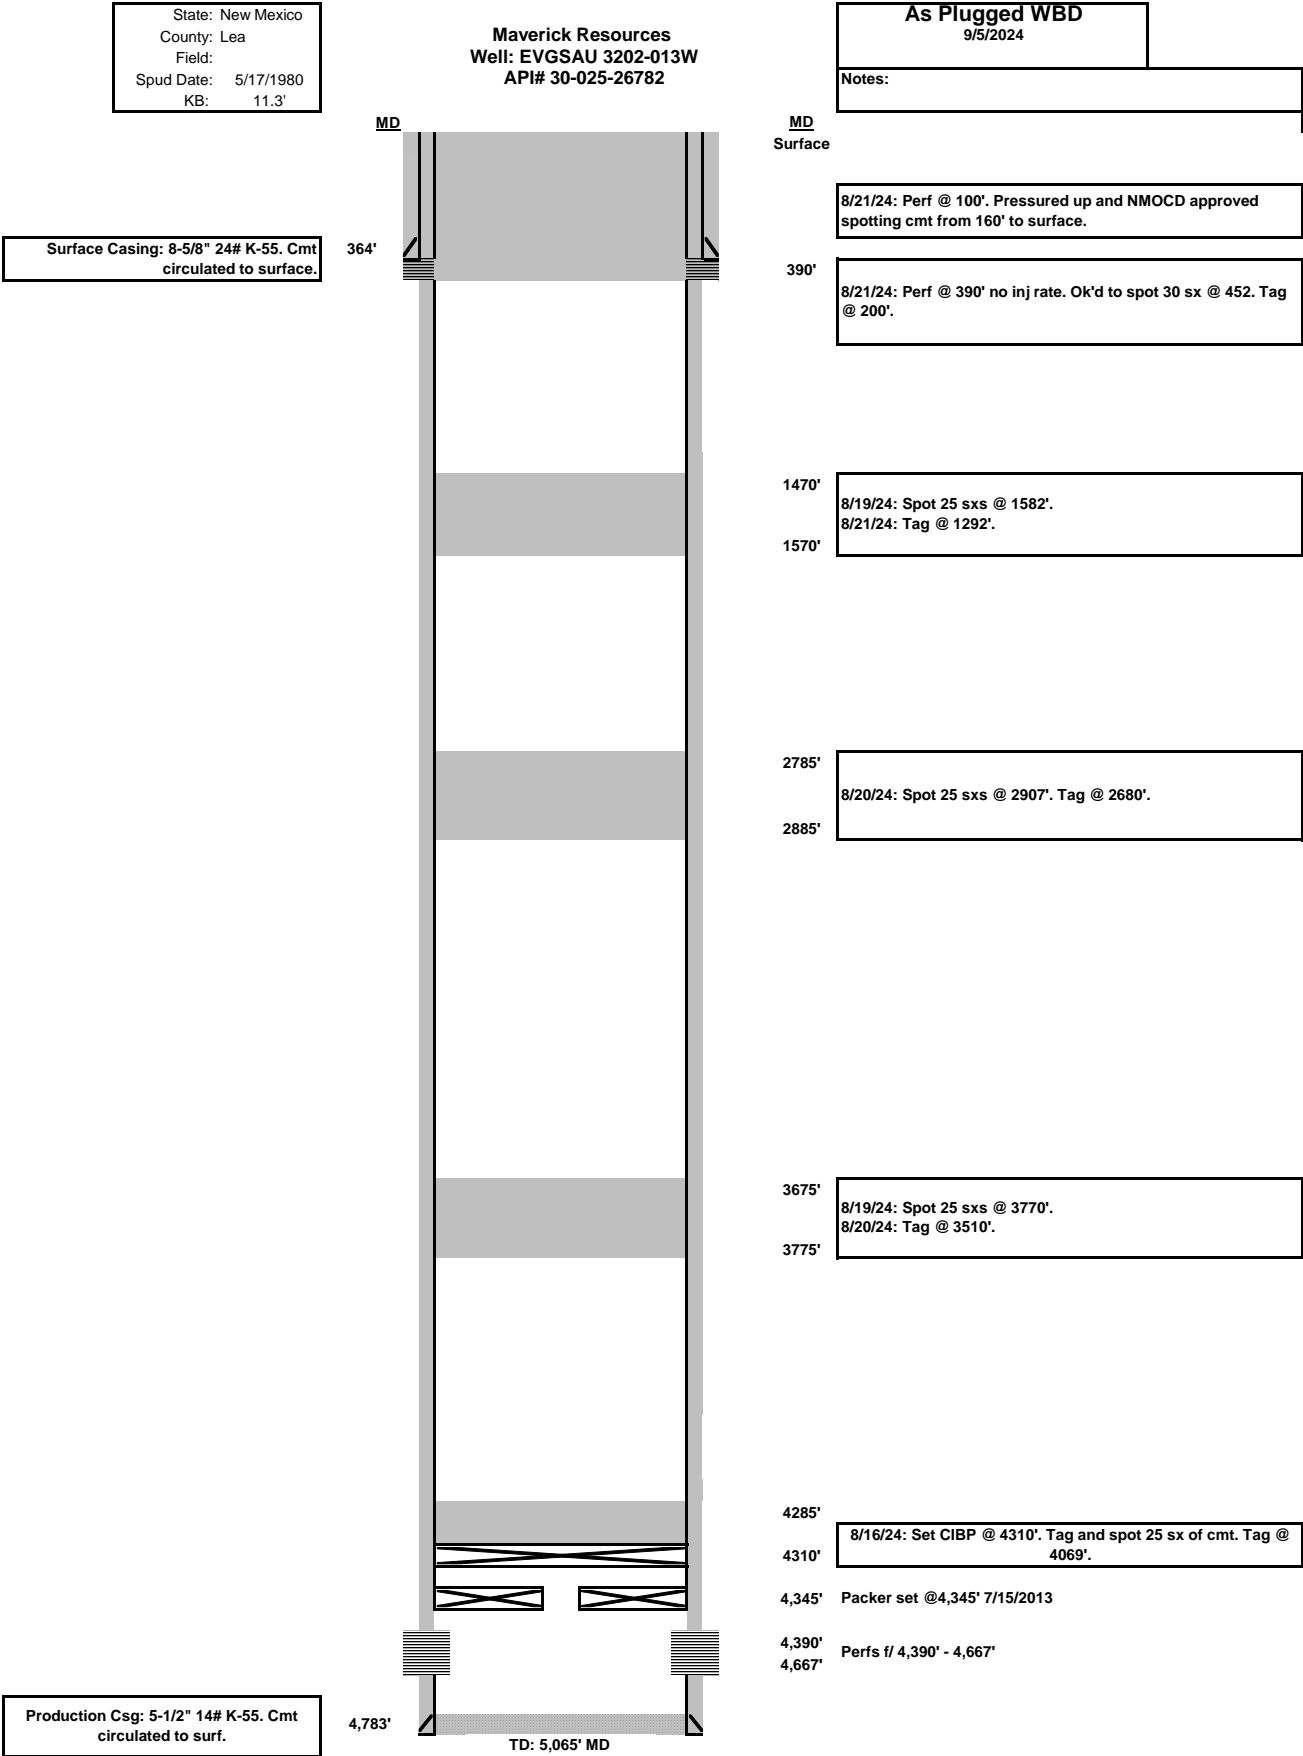 State: New Mexico
County: Lea
Field:
Spud Date: 5/17/1980
KB: 11.3'
Maverick Resources
Well: EVGSAU 3202-013W
API# 30-025-26782
As Plugged WBD
9/5/2024
Notes:
MD
MD
Surface
8/21/24: Perf @ 100'. Pressured up and NMOCD approved
spotting cmt from 160' to surface.
Surface Casing: 8-5/8" 24# K-55. Cmt
circulated to surface.
364'
390'
8/21/24: Perf @ 390' no inj rate. Ok'd to spot 30 sx @ 452. Tag
@ 200'.
1470'
8/19/24: Spot 25 sxs @ 1582'.
8/21/24: Tag @ 1292'.
1570'
2785'
8/20/24: Spot 25 sxs @ 2907'. Tag @ 2680'.
2885'
3675'
8/19/24: Spot 25 sxs @ 3770'.
8/20/24: Tag @ 3510'.
3775'
4285'
8/16/24: Set CIBP @ 4310'. Tag and spot 25 sx of cmt. Tag @
4069'.
4310'
4,345' Packer set @4,345' 7/15/2013
4,390'
Perfs f/ 4,390' - 4,667'
4,667'
Production Csg: 5-1/2" 14# K-55. Cmt
circulated to surf.
4,783'
TD: 5,065' MD